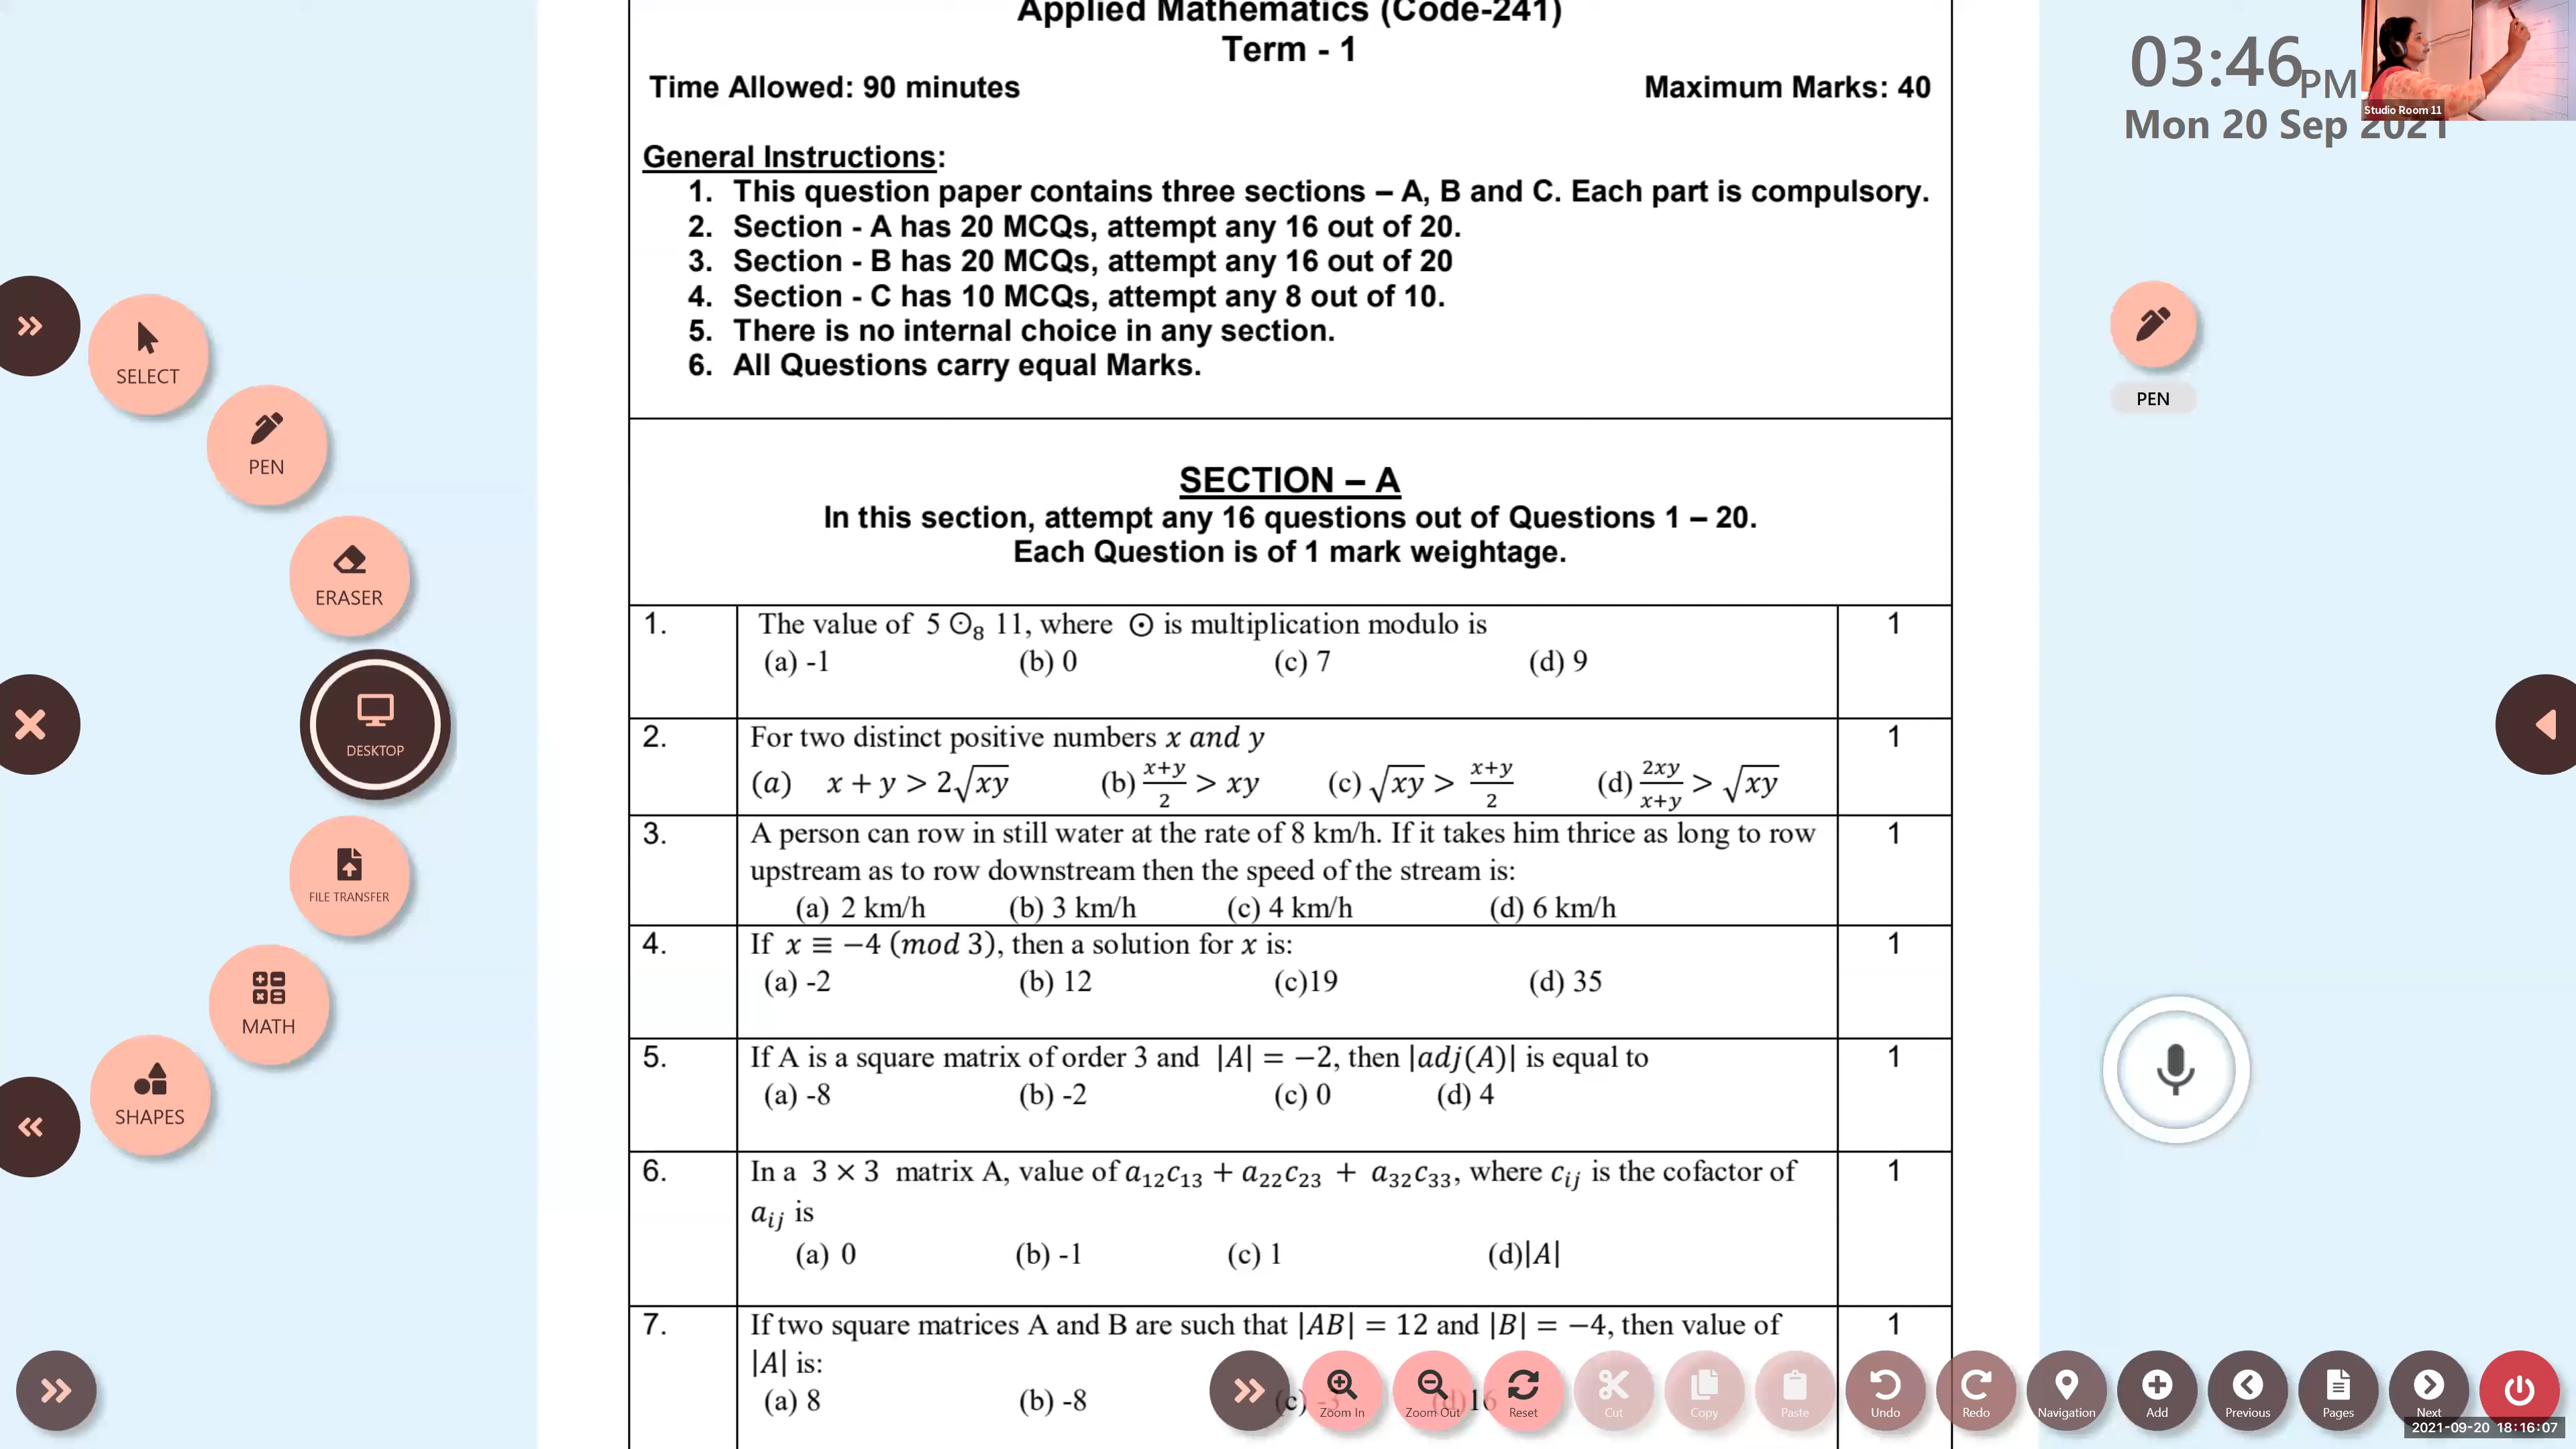 Applied Mathematics (Code-241)
Term - 1
Time Allowed: 90 minutes Maximum Marks: 40
General Instructions:
1. This question paper contains three sections – A, B and C. Each part is compulsory.
2. Section - A has 20 MCQs, attempt any 16 out of 20.
3. Section - B has 20 MCQs, attempt any 16 out of 20
4. Section - C has 10 MCQs, attempt any 8 out of 10.
5. There is no internal choice in any section.
6. All Questions carry equal Marks.
SECTION – A
In this section, attempt any 16 questions out of Questions 1 – 20.
Each Question is of 1 mark weightage.
1. The value of 5 ⊙₈ 11, where ⊙ is multiplication modulo is 1
(a) -1 (b) 0 (c) 7 (d) 9
2. For two distinct positive numbers x and y 1
(a) x + y > 2√xy (b) (x+y)/2 > xy (c) √xy > (x+y)/2 (d) 2xy/(x+y) > √xy
3. A person can row in still water at the rate of 8 km/h. If it takes him thrice as long to row 1
upstream as to row downstream then the speed of the stream is:
(a) 2 km/h (b) 3 km/h (c) 4 km/h (d) 6 km/h
4. If x ≡ −4 (mod 3), then a solution for x is: 1
(a) -2 (b) 12 (c)19 (d) 35
5. If A is a square matrix of order 3 and |A| = −2, then |adj(A)| is equal to 1
(a) -8 (b) -2 (c) 0 (d) 4
6. In a 3 × 3 matrix A, value of a₁₂c₁₃ + a₂₂c₂₃ + a₃₂c₃₃, where cᵢⱼ is the cofactor of 1
aᵢⱼ is
(a) 0 (b) -1 (c) 1 (d)|A|
7. If two square matrices A and B are such that |AB| = 12 and |B| = −4, then value of 1
|A| is:
(a) 8 (b) -8 (c) -3 (d) 16
SELECT
PEN
ERASER
DESKTOP
FILE TRANSFER
MATH
SHAPES
03:46 PM
Mon 20 Sep 2021
Studio Room 11
PEN
Zoom In
Zoom Out
Reset
Cut
Copy
Paste
Undo
Redo
Navigation
Add
Previous
Pages
Next
2021-09-20 18:16:07